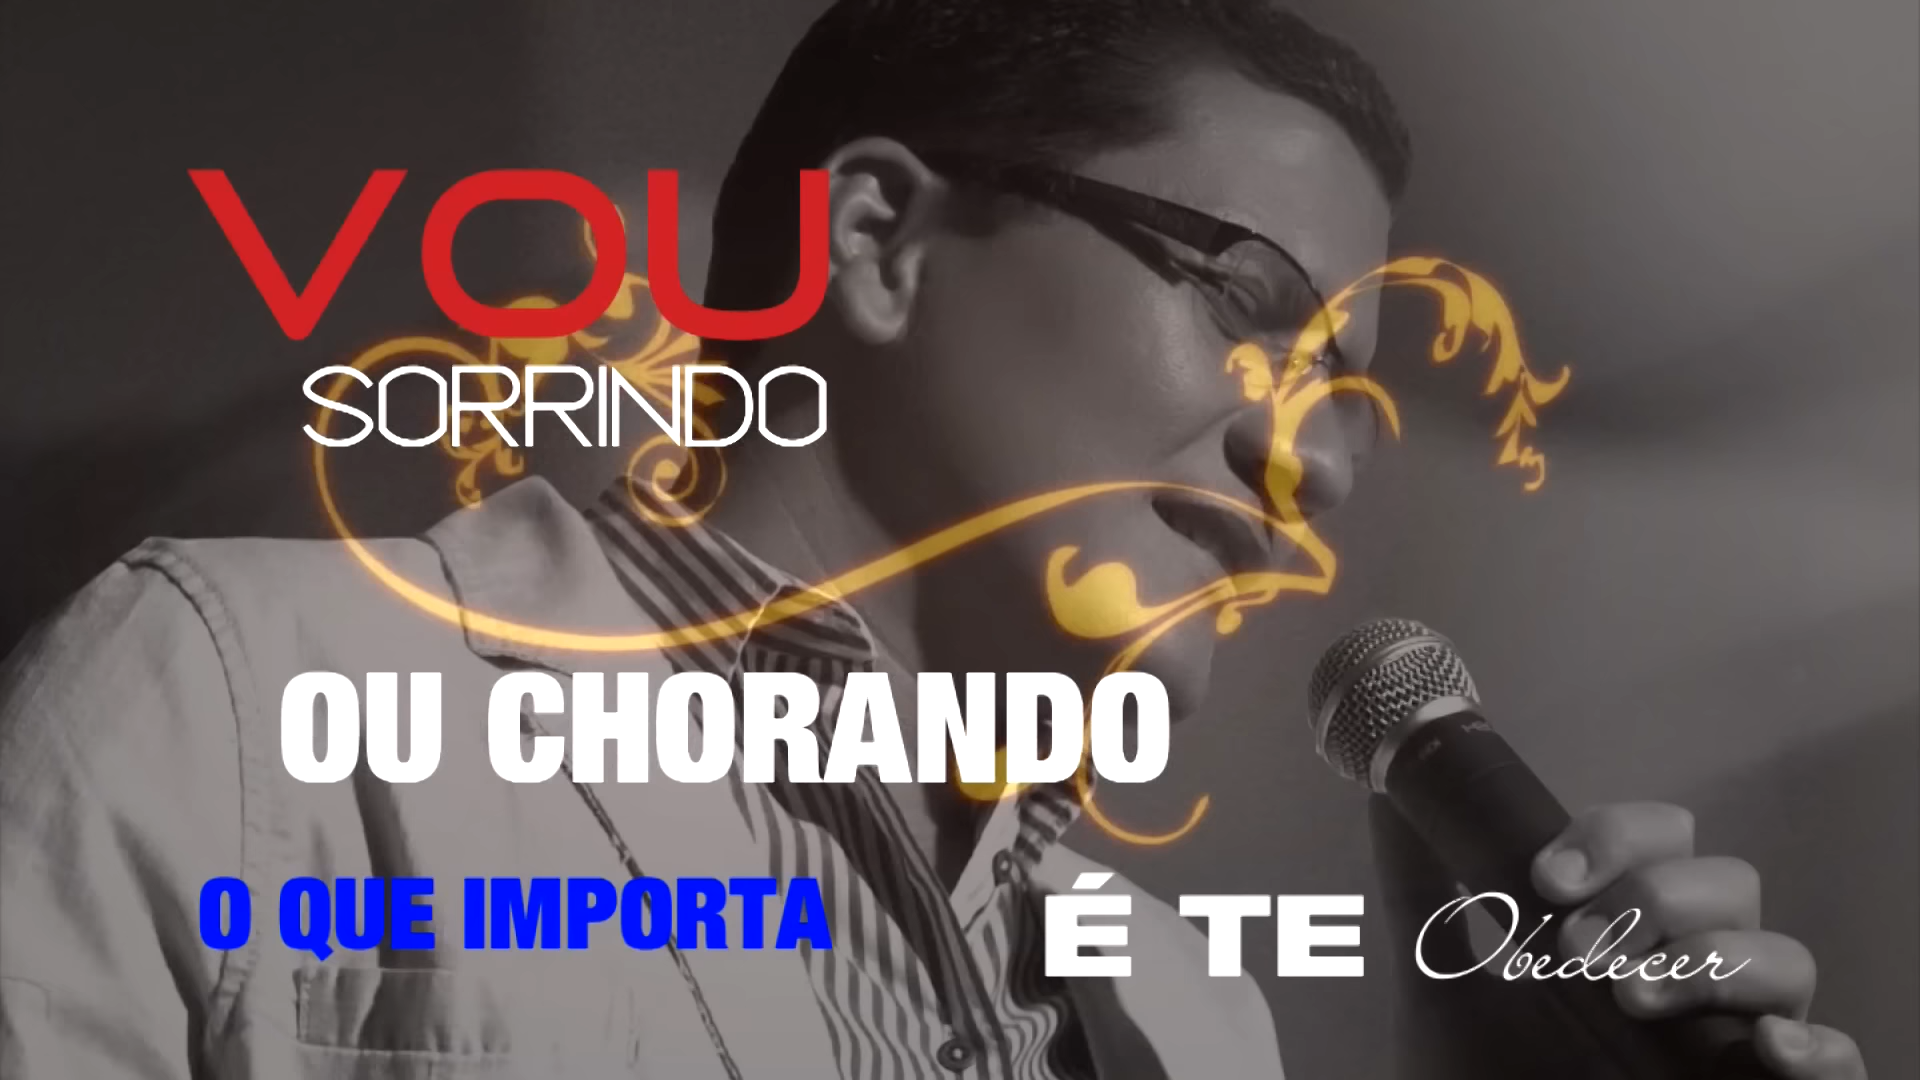 VOU
SORRINDO
OU CHORANDO
O QUE IMPORTA
É TE Obedecer